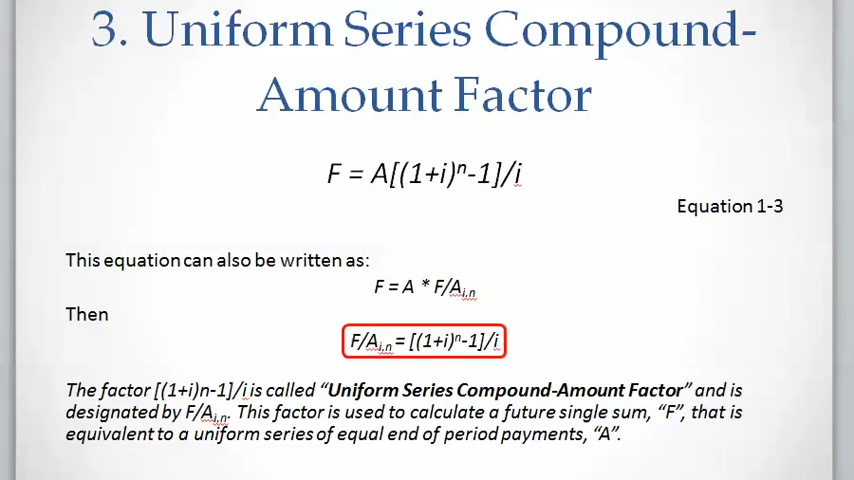 3. Uniform Series Compound-
Amount Factor
F = A[(1+i)ⁿ-1]/i
Equation 1-3
This equation can also be written as:
F = A * F/Aᵢ,ₙ
Then
F/Aᵢ,ₙ = [(1+i)ⁿ-1]/i
The factor [(1+i)n-1]/i is called “Uniform Series Compound-Amount Factor” and is
designated by F/Aᵢ,ₙ. This factor is used to calculate a future single sum, “F”, that is
equivalent to a uniform series of equal end of period payments, “A”.